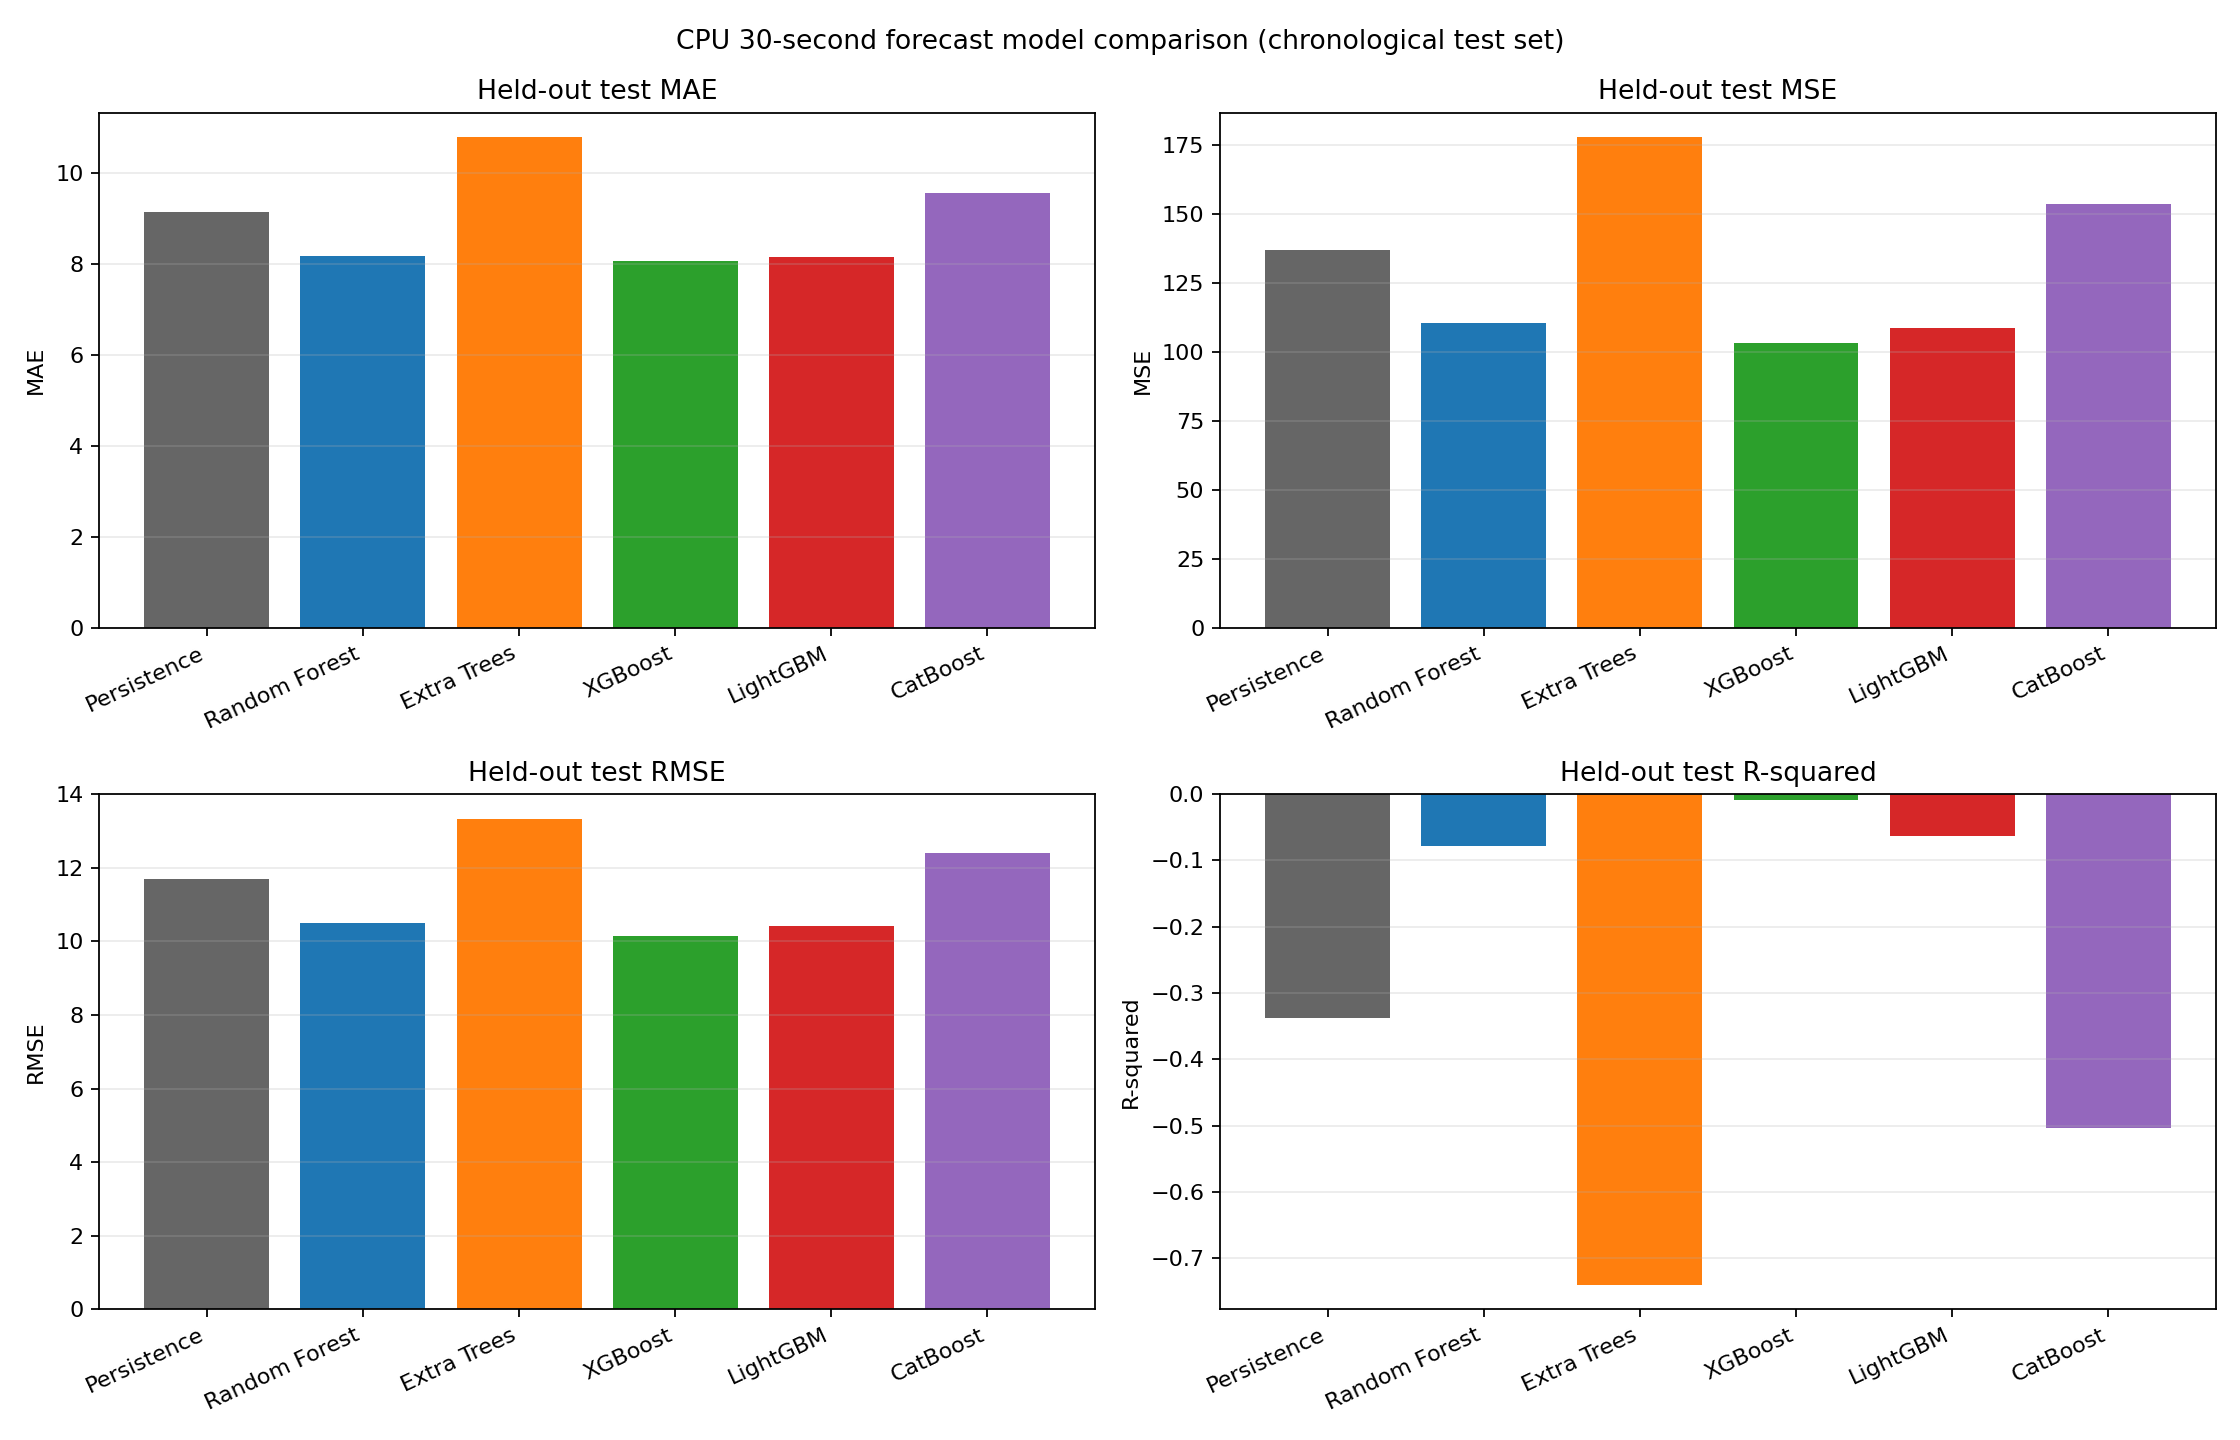 CPU 30-second forecast model comparison (chronological test set)
Held-out test MAE
MAE
10
8
6
4
2
0
Persistence
Random Forest
Extra Trees
XGBoost
LightGBM
CatBoost
Held-out test MSE
MSE
175
150
125
100
75
50
25
0
Persistence
Random Forest
Extra Trees
XGBoost
LightGBM
CatBoost
Held-out test RMSE
RMSE
14
12
10
8
6
4
2
0
Persistence
Random Forest
Extra Trees
XGBoost
LightGBM
CatBoost
Held-out test R-squared
R-squared
0.0
−0.1
−0.2
−0.3
−0.4
−0.5
−0.6
−0.7
Persistence
Random Forest
Extra Trees
XGBoost
LightGBM
CatBoost